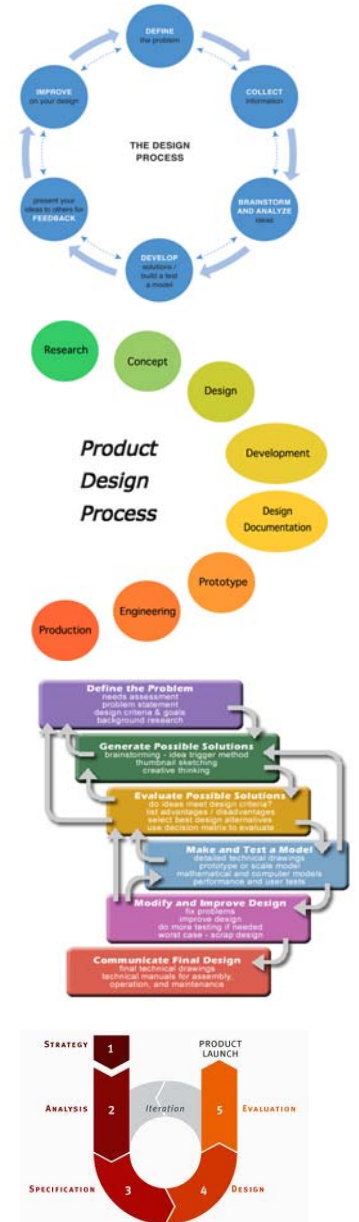 DEFINE
the problem
COLLECT
information
BRAINSTORM
AND ANALYZE
ideas
DEVELOP
solutions /
build a test
a model
present your
ideas to others for
FEEDBACK
IMPROVE
on your design
THE DESIGN
PROCESS
Research
Concept
Design
Development
Design
Documentation
Prototype
Engineering
Production
Product
Design
Process
Define the Problem
needs assessment
problem statement
design criteria & goals
background research
Generate Possible Solutions
brainstorming - idea trigger method
thumbnail sketching
creative thinking
Evaluate Possible Solutions
do ideas meet design criteria?
list advantages / disadvantages
select best design alternatives
use decision matrix to evaluate
Make and Test a Model
detailed technical drawings
prototype or scale model
mathematical and computer models
performance and user tests
Modify and Improve Design
fix problems
improve design
do more testing if needed
worst case - scrap design
Communicate Final Design
final technical drawings
technical manuals for assembly,
operation, and maintenance
STRATEGY
1
ANALYSIS
2
SPECIFICATION
3
4
DESIGN
5
EVALUATION
PRODUCT
LAUNCH
Iteration